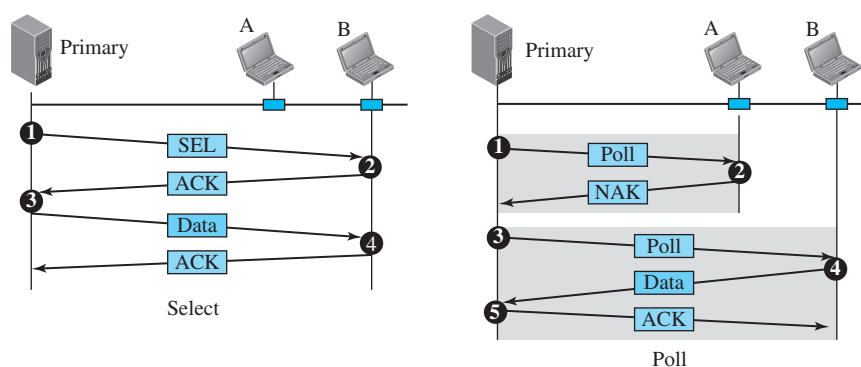 Primary
A
B
1
SEL
2
ACK
3
Data
4
ACK
Select
Primary
A
B
1
Poll
2
NAK
3
Poll
4
Data
5
ACK
Poll